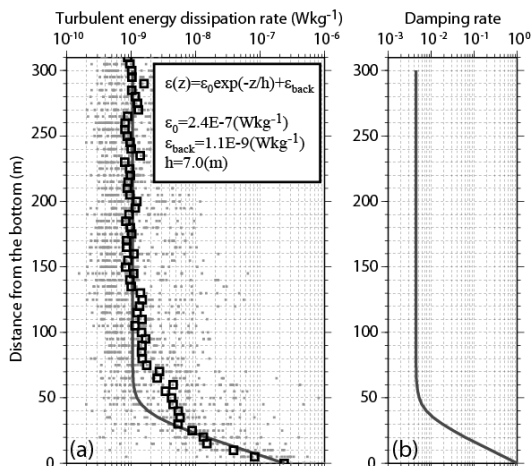 Turbulent energy dissipation rate (Wkg⁻¹)
10⁻¹⁰ 10⁻⁹ 10⁻⁸ 10⁻⁷ 10⁻⁶
Damping rate
10⁻³ 10⁻² 10⁻¹ 10⁰
Distance from the bottom (m)
300
250
200
150
100
50
0
ε(z)=ε₀exp(-z/h)+ε_back
ε₀=2.4E-7(Wkg⁻¹)
ε_back=1.1E-9(Wkg⁻¹)
h=7.0(m)
(a)
300
250
200
150
100
50
0
(b)